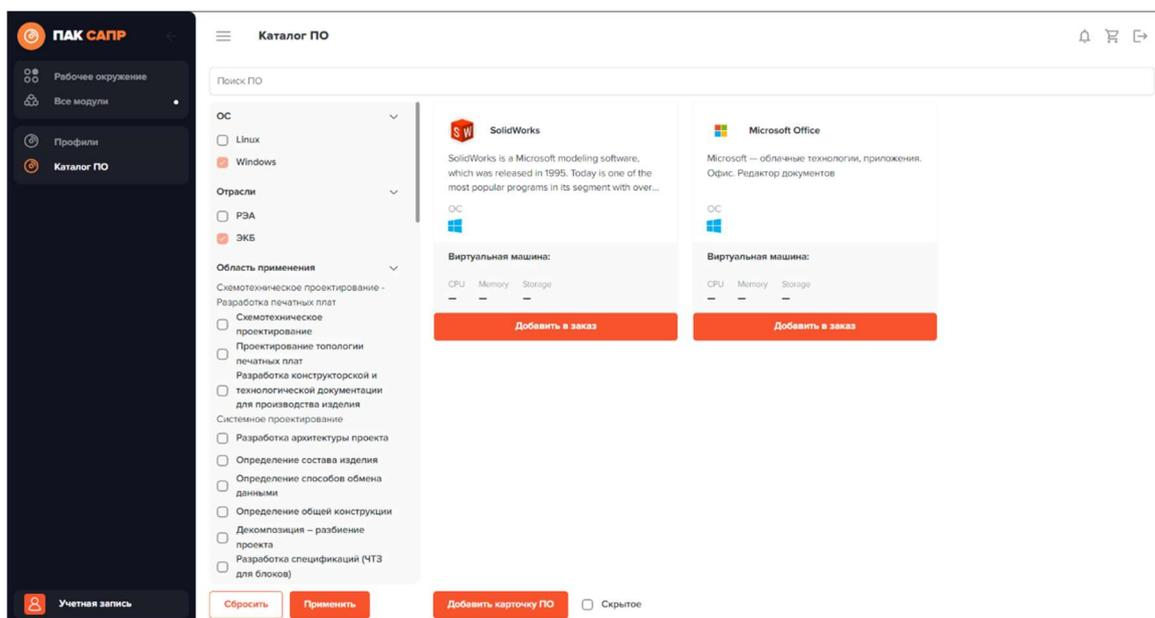 ПАК САПР
Рабочее окружение
Все модули
Профили
Каталог ПО
Учетная запись
Каталог ПО
Поиск ПО
ОС
Linux
Windows
Отрасли
РЭА
ЭКБ
Область применения
Схемотехническое проектирование -
Разработка печатных плат
Схемотехническое
проектирование
Проектирование топологии
печатных плат
Разработка конструкторской и
технологической документации
для производства изделия
Системное проектирование
Разработка архитектуры проекта
Определение состава изделия
Определение способов обмена
данными
Определение общей конструкции
Декомпозиция – разбиение
проекта
Разработка спецификаций (ЧТЗ
для блоков)
Сбросить
Применить
SW
SolidWorks
SolidWorks is a Microsoft modeling software,
which was released in 1995. Today is one of the
most popular programs in its segment with over...
ОС
Виртуальная машина:
CPU Memory Storage
– – –
Добавить в заказ
Microsoft Office
Microsoft — облачные технологии, приложения.
Офис. Редактор документов
ОС
Виртуальная машина:
CPU Memory Storage
– – –
Добавить в заказ
Добавить карточку ПО
Скрытое